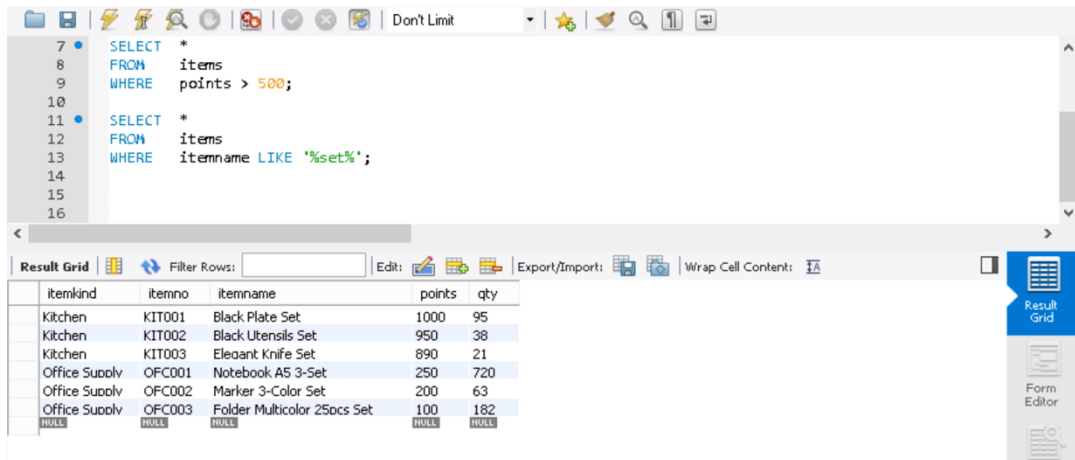 Don't Limit
7 SELECT *
8 FROM items
9 WHERE points > 500;
10
11 SELECT *
12 FROM items
13 WHERE itemname LIKE '%set%';
14
15
16
Result Grid Filter Rows: Edit: Export/Import: Wrap Cell Content:
itemkind itemno itemname points qty
Kitchen KIT001 Black Plate Set 1000 95
Kitchen KIT002 Black Utensils Set 950 38
Kitchen KIT003 Elegant Knife Set 890 21
Office Supply OFC001 Notebook A5 3-Set 250 720
Office Supply OFC002 Marker 3-Color Set 200 63
Office Supply OFC003 Folder Multicolor 25pcs Set 100 182
NULL NULL NULL NULL NULL
Result
Grid
Form
Editor